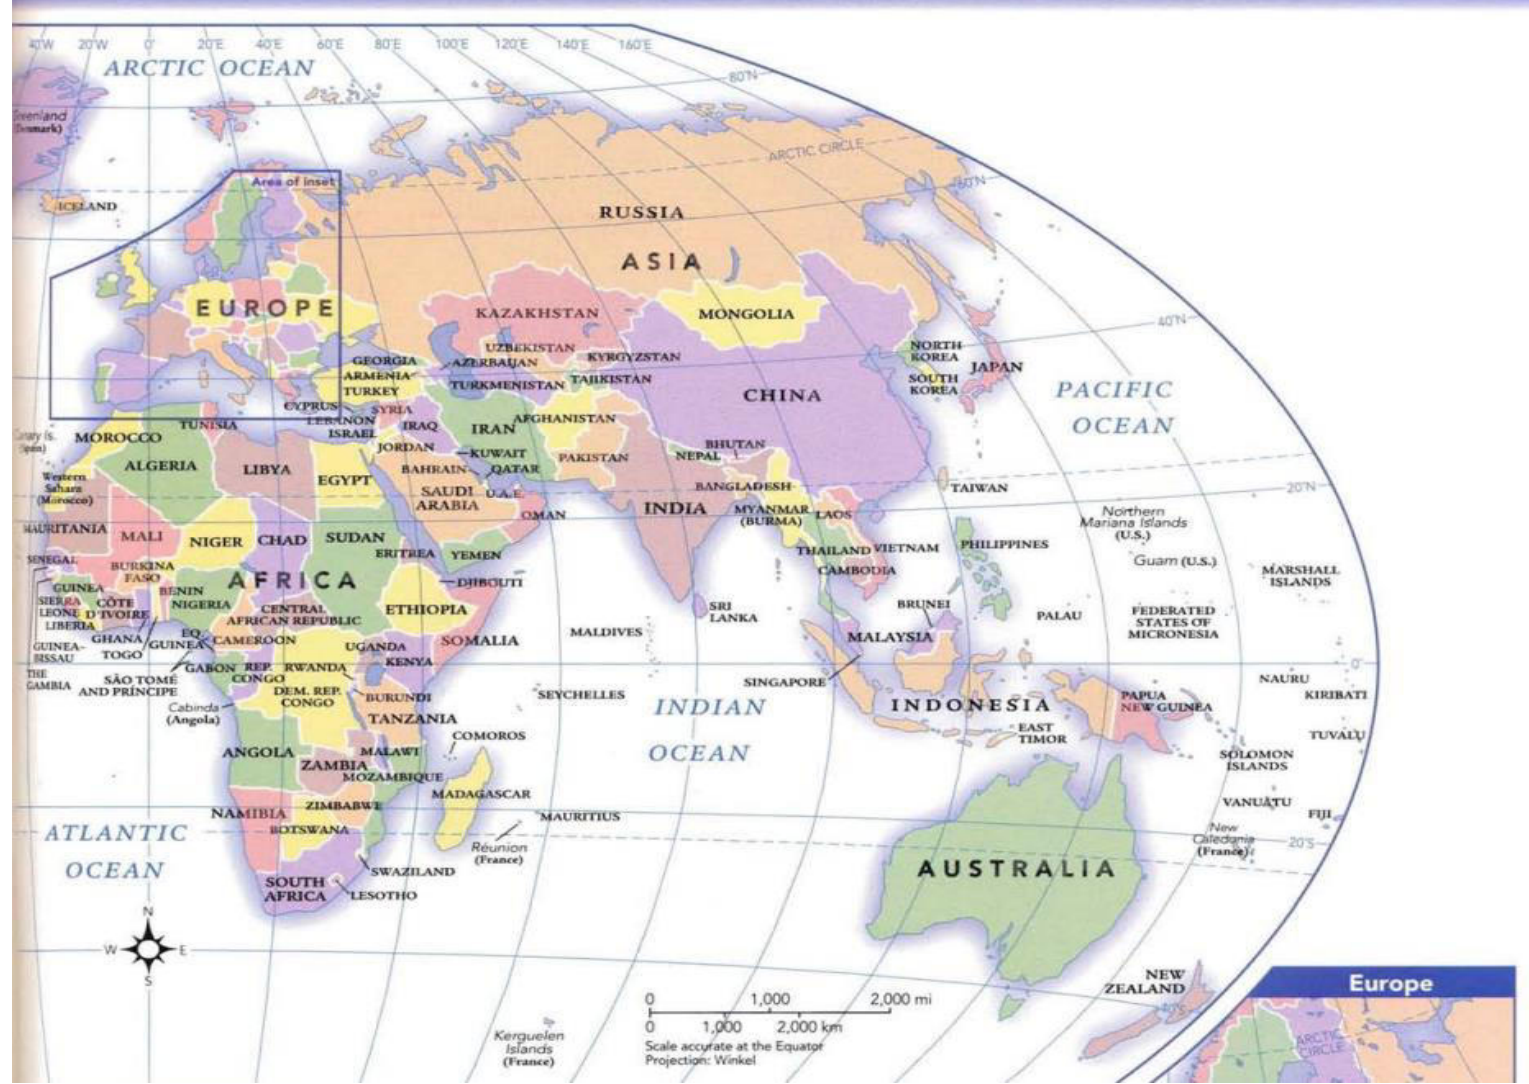 40°W 20°W 0° 20°E 40°E 60°E 80°E 100°E 120°E 140°E 160°E
ARCTIC OCEAN
80°N
Greenland
(Denmark)
ARCTIC CIRCLE
60°N
Area of Inset
ICELAND
RUSSIA
ASIA
EUROPE
KAZAKHSTAN
MONGOLIA
40°N
UZBEKISTAN
GEORGIA
AZERBAIJAN
KYRGYZSTAN
NORTH
KOREA
JAPAN
ARMENIA
TURKEY
TURKMENISTAN
TAJIKISTAN
SOUTH
KOREA
CHINA
PACIFIC
OCEAN
CYPRUS
SYRIA
LEBANON
ISRAEL
IRAQ
IRAN
AFGHANISTAN
TUNISIA
MOROCCO
JORDAN
KUWAIT
PAKISTAN
NEPAL
BHUTAN
Canary Is.
(Spain)
ALGERIA
LIBYA
EGYPT
BAHRAIN
QATAR
SAUDI
ARABIA
U.A.E.
OMAN
INDIA
BANGLADESH
MYANMAR
(BURMA)
LAOS
TAIWAN
20°N
Western
Sahara
(Morocco)
Northern
Mariana Islands
(U.S.)
MAURITANIA
MALI
NIGER
CHAD
SUDAN
ERITREA
YEMEN
THAILAND
VIETNAM
CAMBODIA
PHILIPPINES
Guam (U.S.)
MARSHALL
ISLANDS
SENEGAL
BURKINA
FASO
AFRICA
DJIBOUTI
GUINEA
BENIN
NIGERIA
SIERRA
LEONE
CÔTE
D'IVOIRE
LIBERIA
CENTRAL
AFRICAN REPUBLIC
ETHIOPIA
SRI
LANKA
BRUNEI
PALAU
FEDERATED
STATES OF
MICRONESIA
MALDIVES
MALAYSIA
GHANA
TOGO
EQ.
GUINEA
CAMEROON
UGANDA
SOMALIA
KENYA
GUINEA-
BISSAU
THE
GAMBIA
SÃO TOMÉ
AND PRÍNCIPE
GABON
REP.
CONGO
RWANDA
DEM. REP.
CONGO
BURUNDI
SEYCHELLES
SINGAPORE
0°
NAURU
KIRIBATI
Cabinda
(Angola)
TANZANIA
INDIAN
OCEAN
INDONESIA
PAPUA
NEW GUINEA
EAST
TIMOR
TUVALU
SOLOMON
ISLANDS
ANGOLA
MALAWI
COMOROS
ZAMBIA
MOZAMBIQUE
MADAGASCAR
NAMIBIA
ZIMBABWE
BOTSWANA
MAURITIUS
VANUATU
FIJI
New
Caledonia
(France)
20°S
ATLANTIC
OCEAN
Réunion
(France)
AUSTRALIA
SWAZILAND
SOUTH
AFRICA
LESOTHO
N
W E
S
NEW
ZEALAND
40°S
0 1,000 2,000 mi
0 1,000 2,000 km
Scale accurate at the Equator
Projection: Winkel
Kerguelen
Islands
(France)
Europe
ARCTIC
CIRCLE